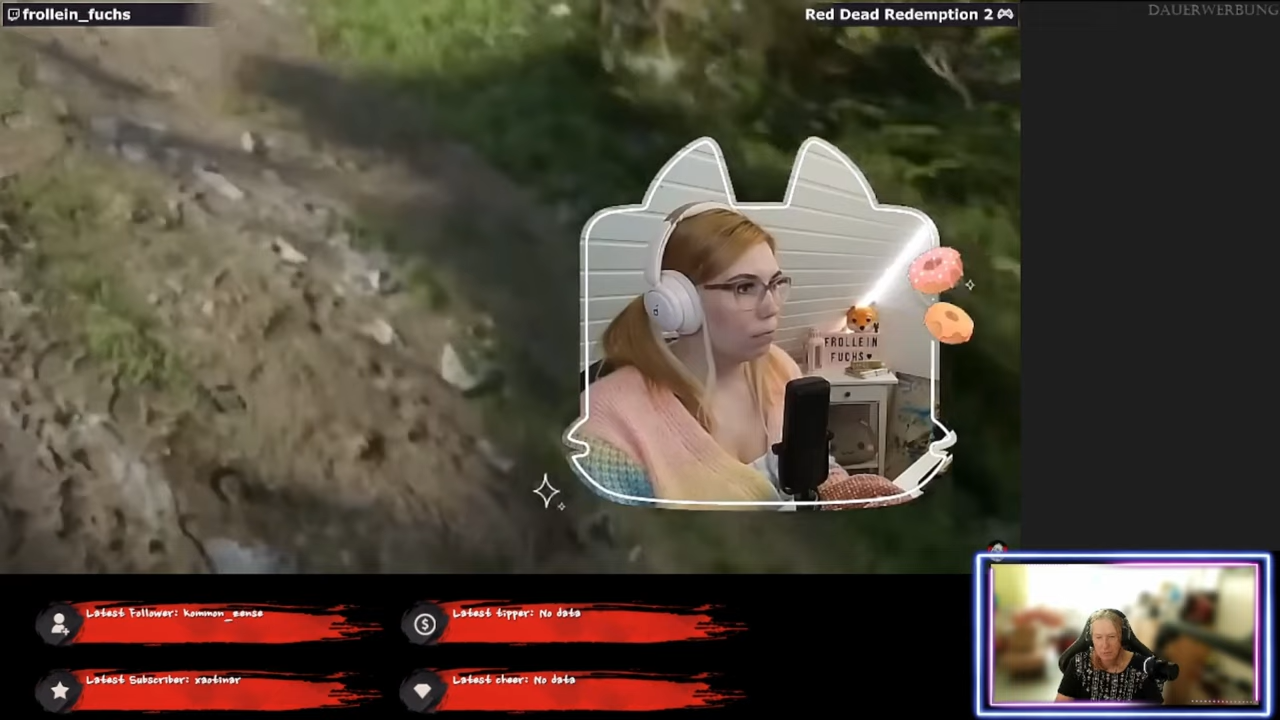 frollein_fuchs
Red Dead Redemption 2
DAUERWERBUNG
FROLLEIN
FUCHS♥
Latest Follower: kommon_sense
Latest tipper: No data
Latest Subscriber: xaotinar
Latest cheer: No data